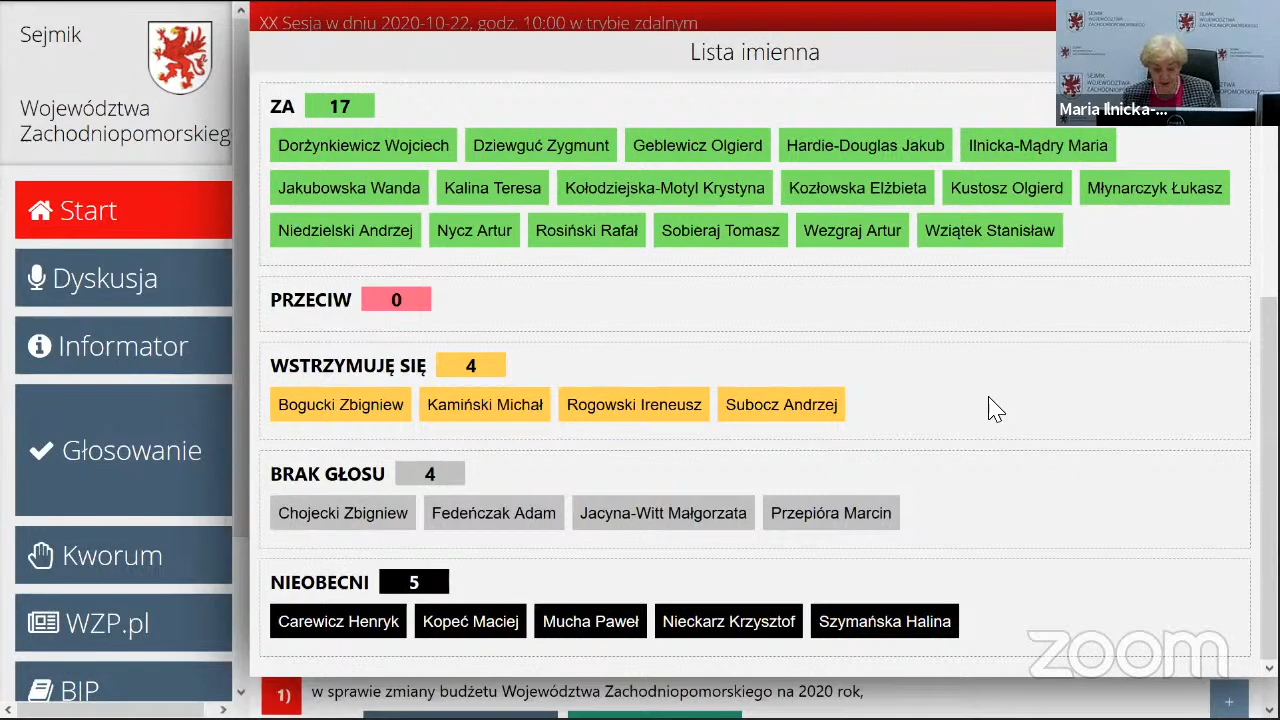 Sejmik
Województwa
Zachodniopomorskieg
Start
Dyskusja
Informator
Głosowanie
Kworum
WZP.pl
BIP
XX Sesja w dniu 2020-10-22, godz. 10:00 w trybie zdalnym
Lista imienna
ZA 17
Dorżynkiewicz Wojciech Dziewguć Zygmunt Geblewicz Olgierd Hardie-Douglas Jakub Ilnicka-Mądry Maria
Jakubowska Wanda Kalina Teresa Kołodziejska-Motyl Krystyna Kozłowska Elżbieta Kustosz Olgierd Młynarczyk Łukasz
Niedzielski Andrzej Nycz Artur Rosiński Rafał Sobieraj Tomasz Wezgraj Artur Wziątek Stanisław
PRZECIW 0
WSTRZYMUJĘ SIĘ 4
Bogucki Zbigniew Kamiński Michał Rogowski Ireneusz Subocz Andrzej
BRAK GŁOSU 4
Chojecki Zbigniew Fedeńczak Adam Jacyna-Witt Małgorzata Przepióra Marcin
NIEOBECNI 5
Carewicz Henryk Kopeć Maciej Mucha Paweł Nieckarz Krzysztof Szymańska Halina
1) w sprawie zmiany budżetu Województwa Zachodniopomorskiego na 2020 rok,
+
Maria Ilnicka-...
SEJMIK
WOJEWÓDZTWA
ZACHODNIOPOMORSKIEGO
zoom